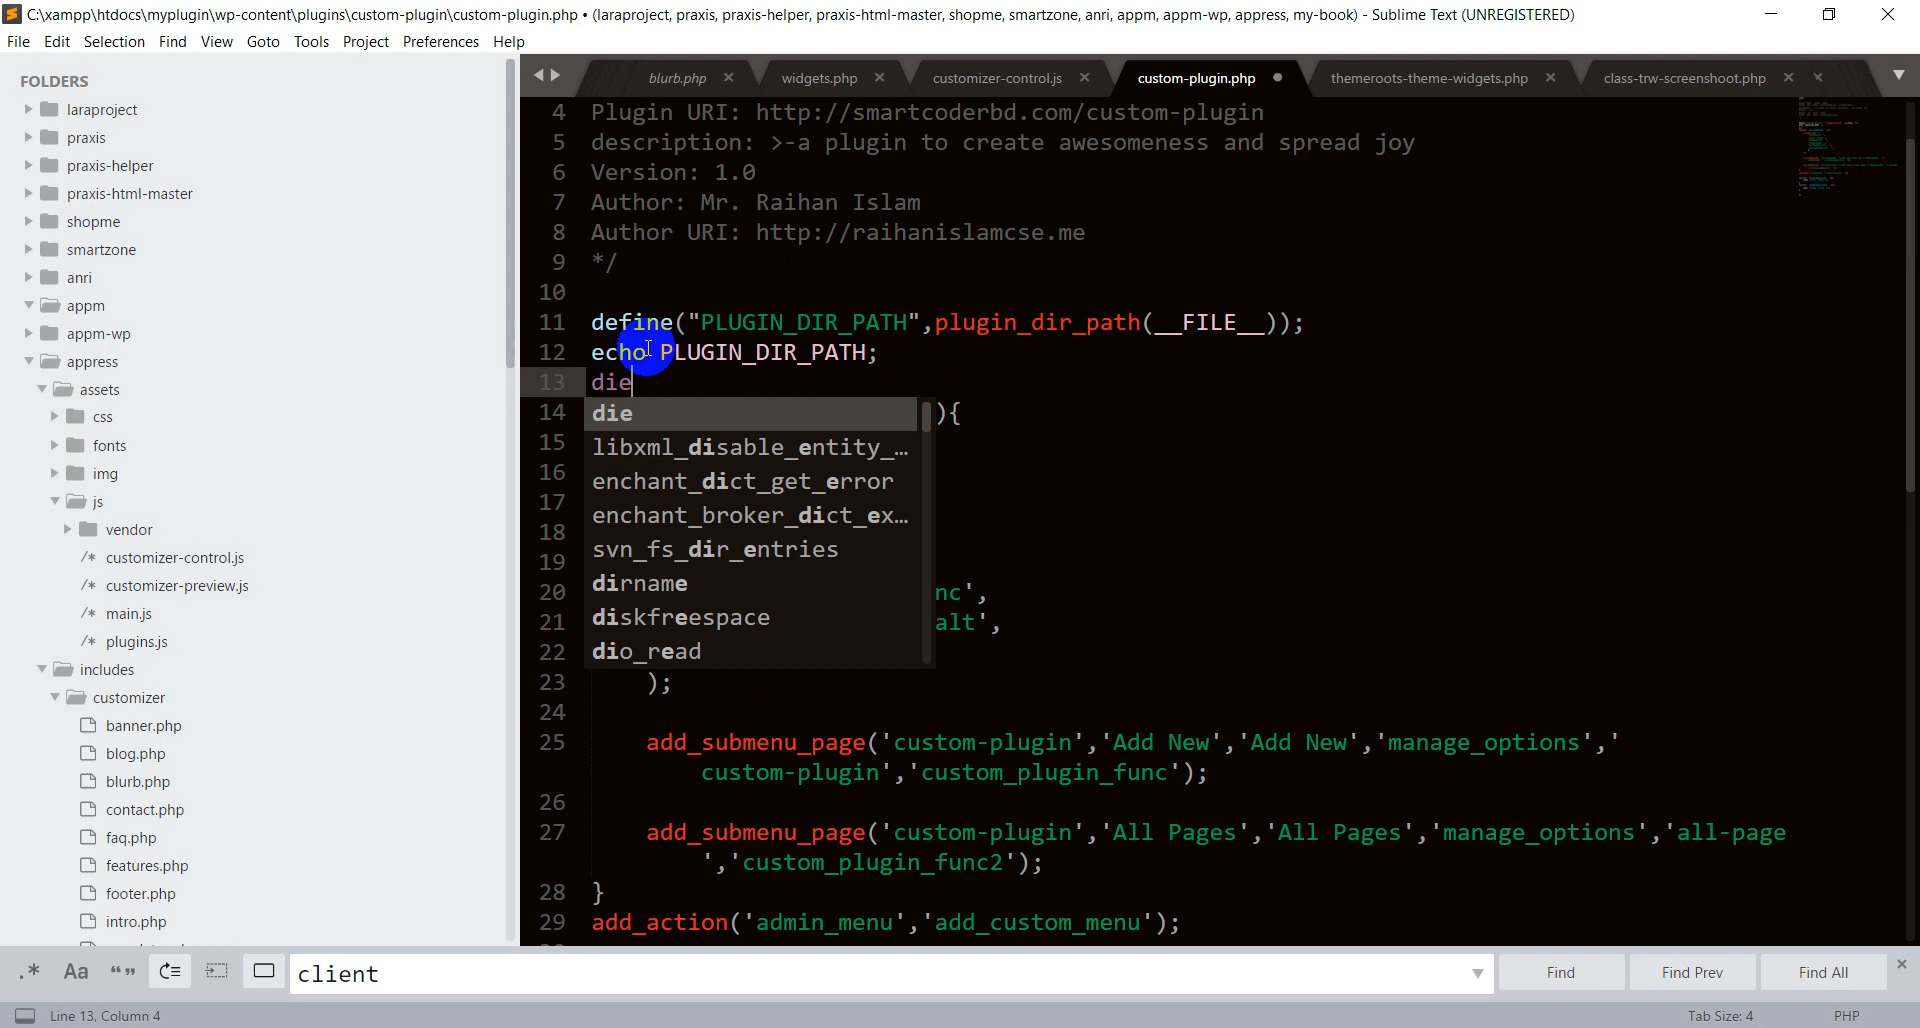 C:\xampp\htdocs\myplugin\wp-content\plugins\custom-plugin\custom-plugin.php • (laraproject, praxis, praxis-helper, praxis-html-master, shopme, smartzone, anri, appm, appm-wp, appress, my-book) - Sublime Text (UNREGISTERED)
File Edit Selection Find View Goto Tools Project Preferences Help
FOLDERS
laraproject
praxis
praxis-helper
praxis-html-master
shopme
smartzone
anri
appm
appm-wp
appress
assets
css
fonts
img
js
vendor
/* customizer-control.js
/* customizer-preview.js
/* main.js
/* plugins.js
includes
customizer
banner.php
blog.php
blurb.php
contact.php
faq.php
features.php
footer.php
intro.php
blurb.php × widgets.php × customizer-control.js × custom-plugin.php • themeroots-theme-widgets.php × class-trw-screenshoot.php × ×
4 Plugin URI: http://smartcoderbd.com/custom-plugin
5 description: >-a plugin to create awesomeness and spread joy
6 Version: 1.0
7 Author: Mr. Raihan Islam
8 Author URI: http://raihanislamcse.me
9 */
10
11 define("PLUGIN_DIR_PATH",plugin_dir_path(__FILE__));
12 echo PLUGIN_DIR_PATH;
13 die
14 ){
15
16
17
18
19
20 nc',
21 alt',
22
23 );
24
25 add_submenu_page('custom-plugin','Add New','Add New','manage_options','
custom-plugin','custom_plugin_func');
26
27 add_submenu_page('custom-plugin','All Pages','All Pages','manage_options','all-page
','custom_plugin_func2');
28 }
29 add_action('admin_menu','add_custom_menu');
die
libxml_disable_entity_…
enchant_dict_get_error
enchant_broker_dict_ex…
svn_fs_dir_entries
dirname
diskfreespace
dio_read
.* Aa “” client Find Find Prev Find All ×
Line 13, Column 4 Tab Size: 4 PHP